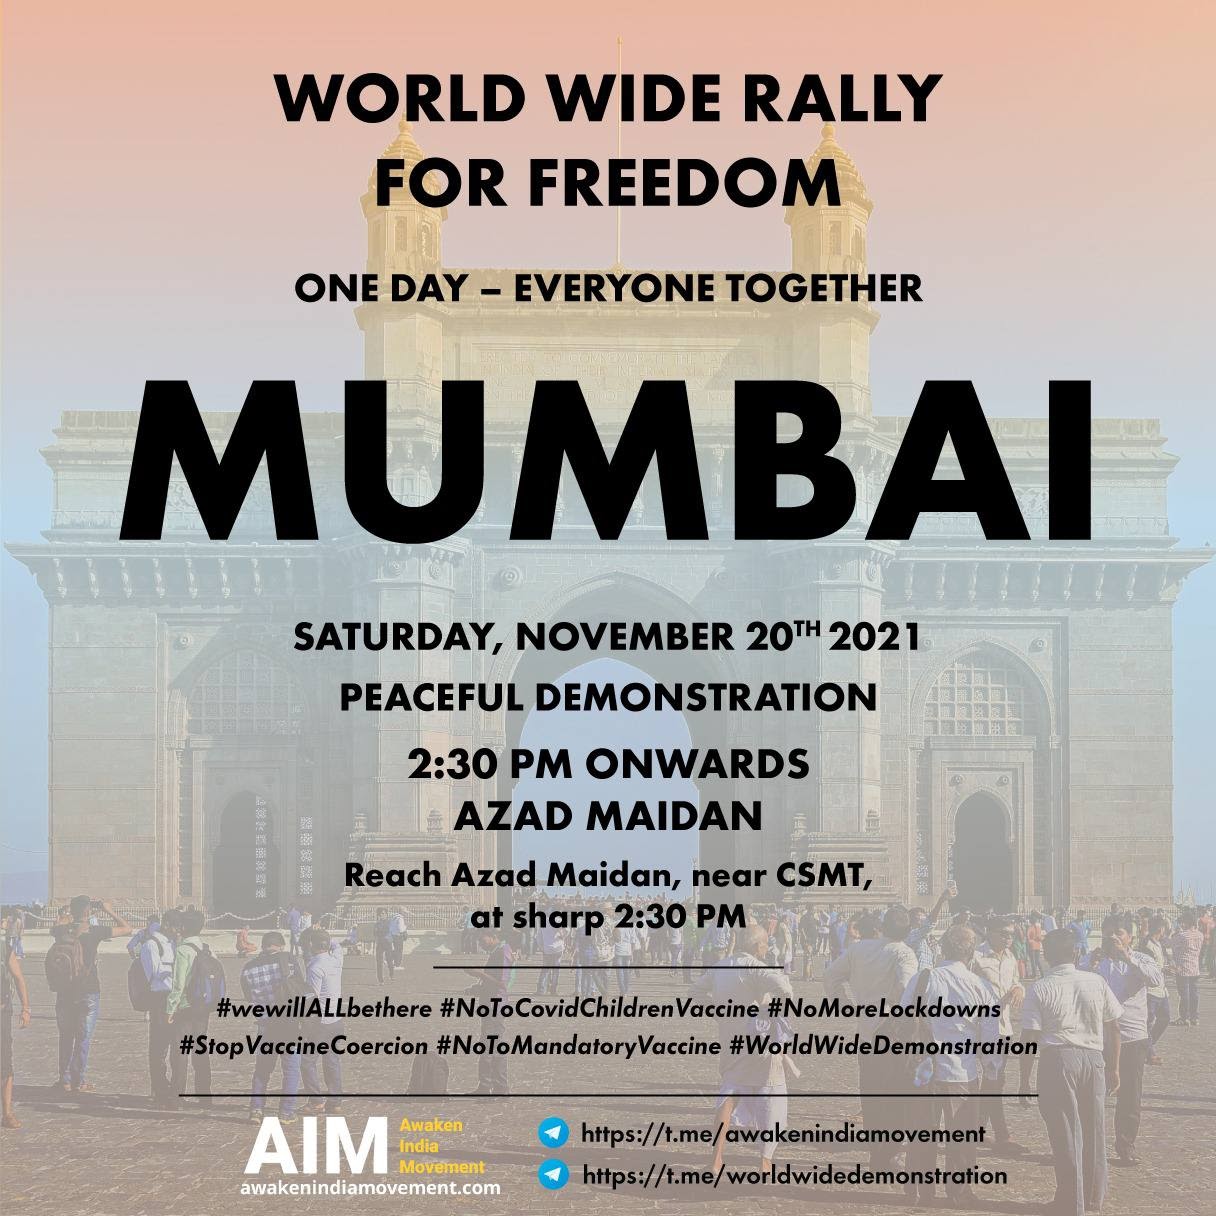 WORLD WIDE RALLY
FOR FREEDOM
ONE DAY – EVERYONE TOGETHER
MUMBAI
SATURDAY, NOVEMBER 20TH 2021
PEACEFUL DEMONSTRATION
2:30 PM ONWARDS
AZAD MAIDAN
Reach Azad Maidan, near CSMT,
at sharp 2:30 PM
#wewillALLbethere #NoToCovidChildrenVaccine #NoMoreLockdowns
#StopVaccineCoercion #NoToMandatoryVaccine #WorldWideDemonstration
AIM
Awaken
India
Movement
awakenindiamovement.com
https://t.me/awakenindiamovement
https://t.me/worldwidedemonstration